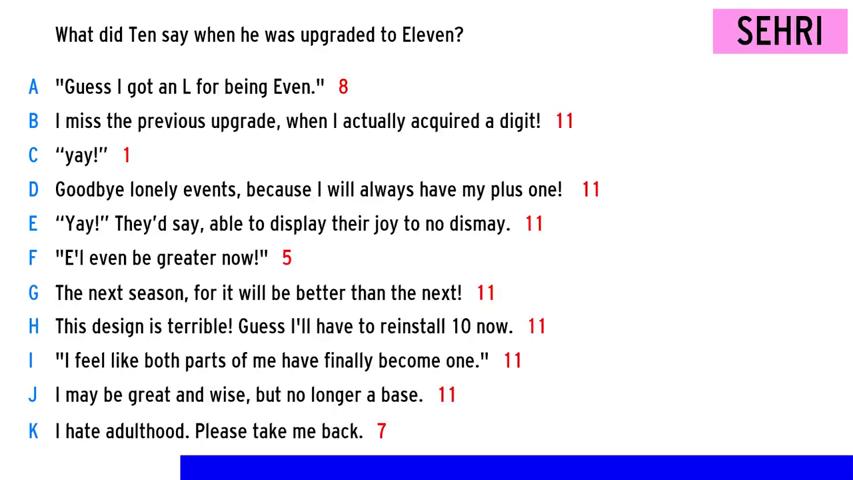 What did Ten say when he was upgraded to Eleven?
SEHRI
A "Guess I got an L for being Even." 8
B I miss the previous upgrade, when I actually acquired a digit! 11
C “yay!” 1
D Goodbye lonely events, because I will always have my plus one! 11
E “Yay!” They’d say, able to display their joy to no dismay. 11
F "E'l even be greater now!" 5
G The next season, for it will be better than the next! 11
H This design is terrible! Guess I'll have to reinstall 10 now. 11
I "I feel like both parts of me have finally become one." 11
J I may be great and wise, but no longer a base. 11
K I hate adulthood. Please take me back. 7